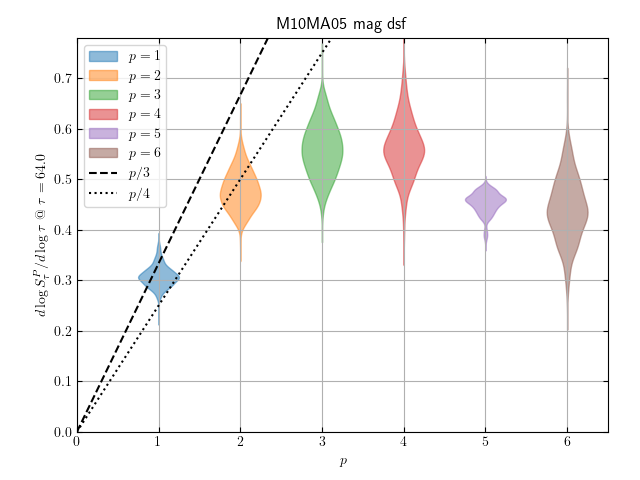 M10MA05 mag dsf
p = 1
p = 2
p = 3
p = 4
p = 5
p = 6
p/3
p/4
d log S_τ^P / d log τ @ τ = 64.0
0.7
0.6
0.5
0.4
0.3
0.2
0.1
0.0
0 1 2 3 4 5 6
p